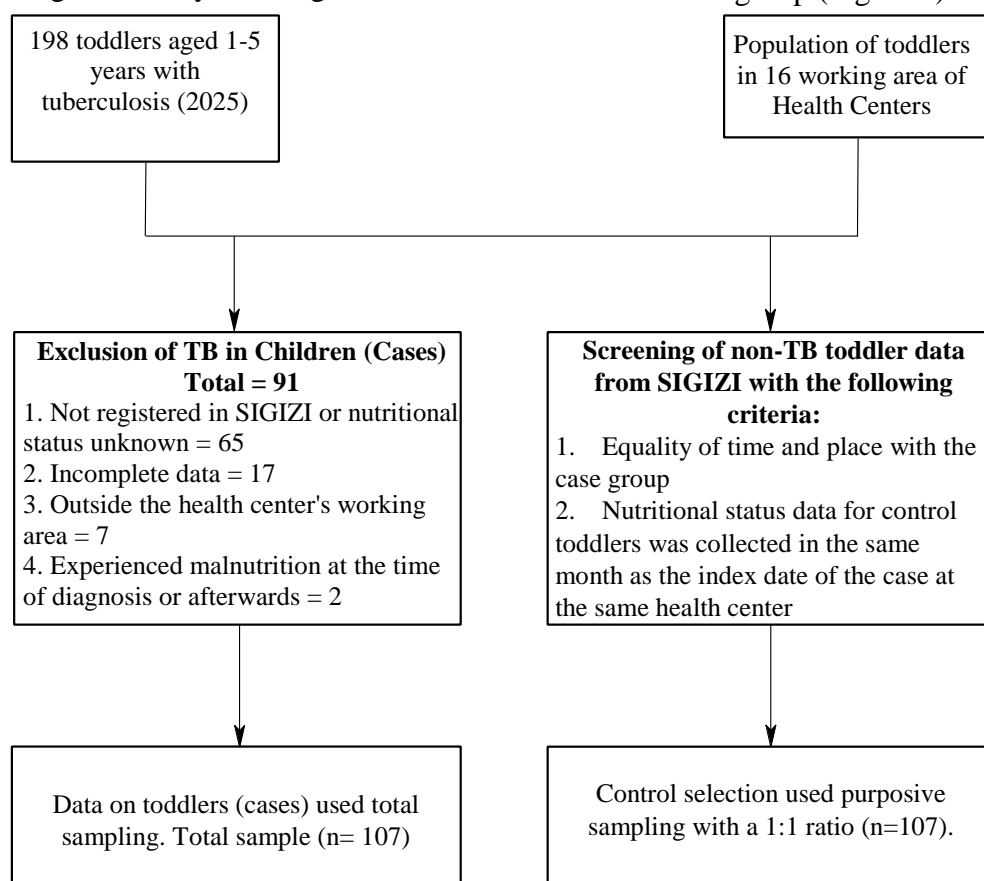 198 toddlers aged 1-5
years with
tuberculosis (2025)
Population of toddlers
in 16 working area of
Health Centers
Exclusion of TB in Children (Cases)
Total = 91
1. Not registered in SIGIZI or nutritional
status unknown = 65
2. Incomplete data = 17
3. Outside the health center's working
area = 7
4. Experienced malnutrition at the time
of diagnosis or afterwards = 2
Screening of non-TB toddler data
from SIGIZI with the following
criteria:
1. Equality of time and place with the
case group
2. Nutritional status data for control
toddlers was collected in the same
month as the index date of the case at
the same health center
Data on toddlers (cases) used total
sampling. Total sample (n= 107)
Control selection used purposive
sampling with a 1:1 ratio (n=107).